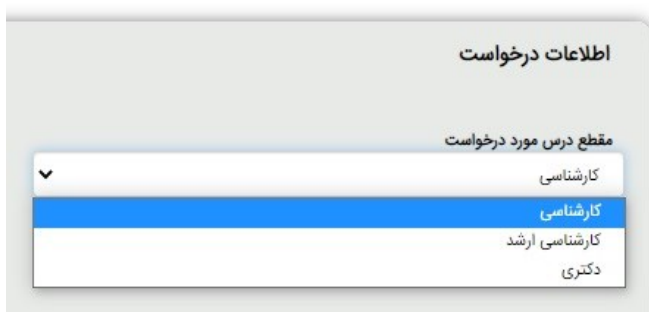 اطلاعات درخواست
مقطع درس مورد درخواست
کارشناسی
کارشناسی
کارشناسی ارشد
دکتری